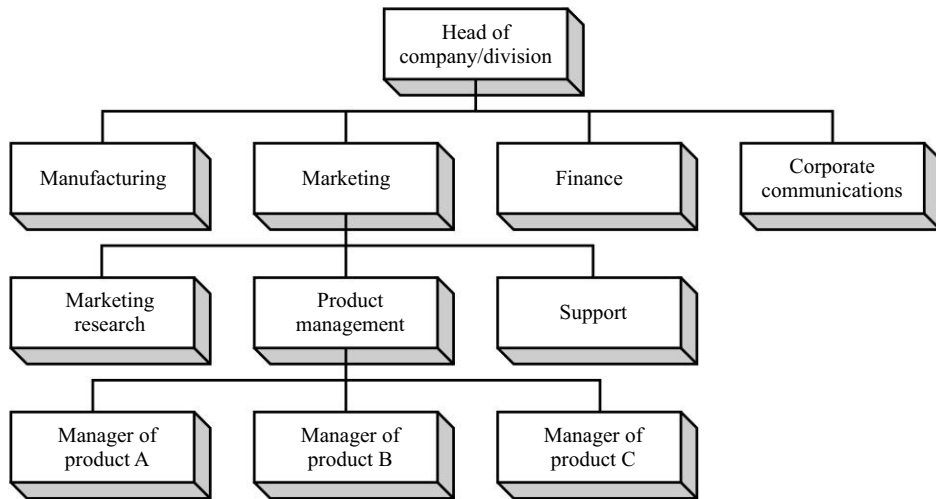 Head of
company/division
Manufacturing
Marketing
Finance
Corporate
communications
Marketing
research
Product
management
Support
Manager of
product A
Manager of
product B
Manager of
product C